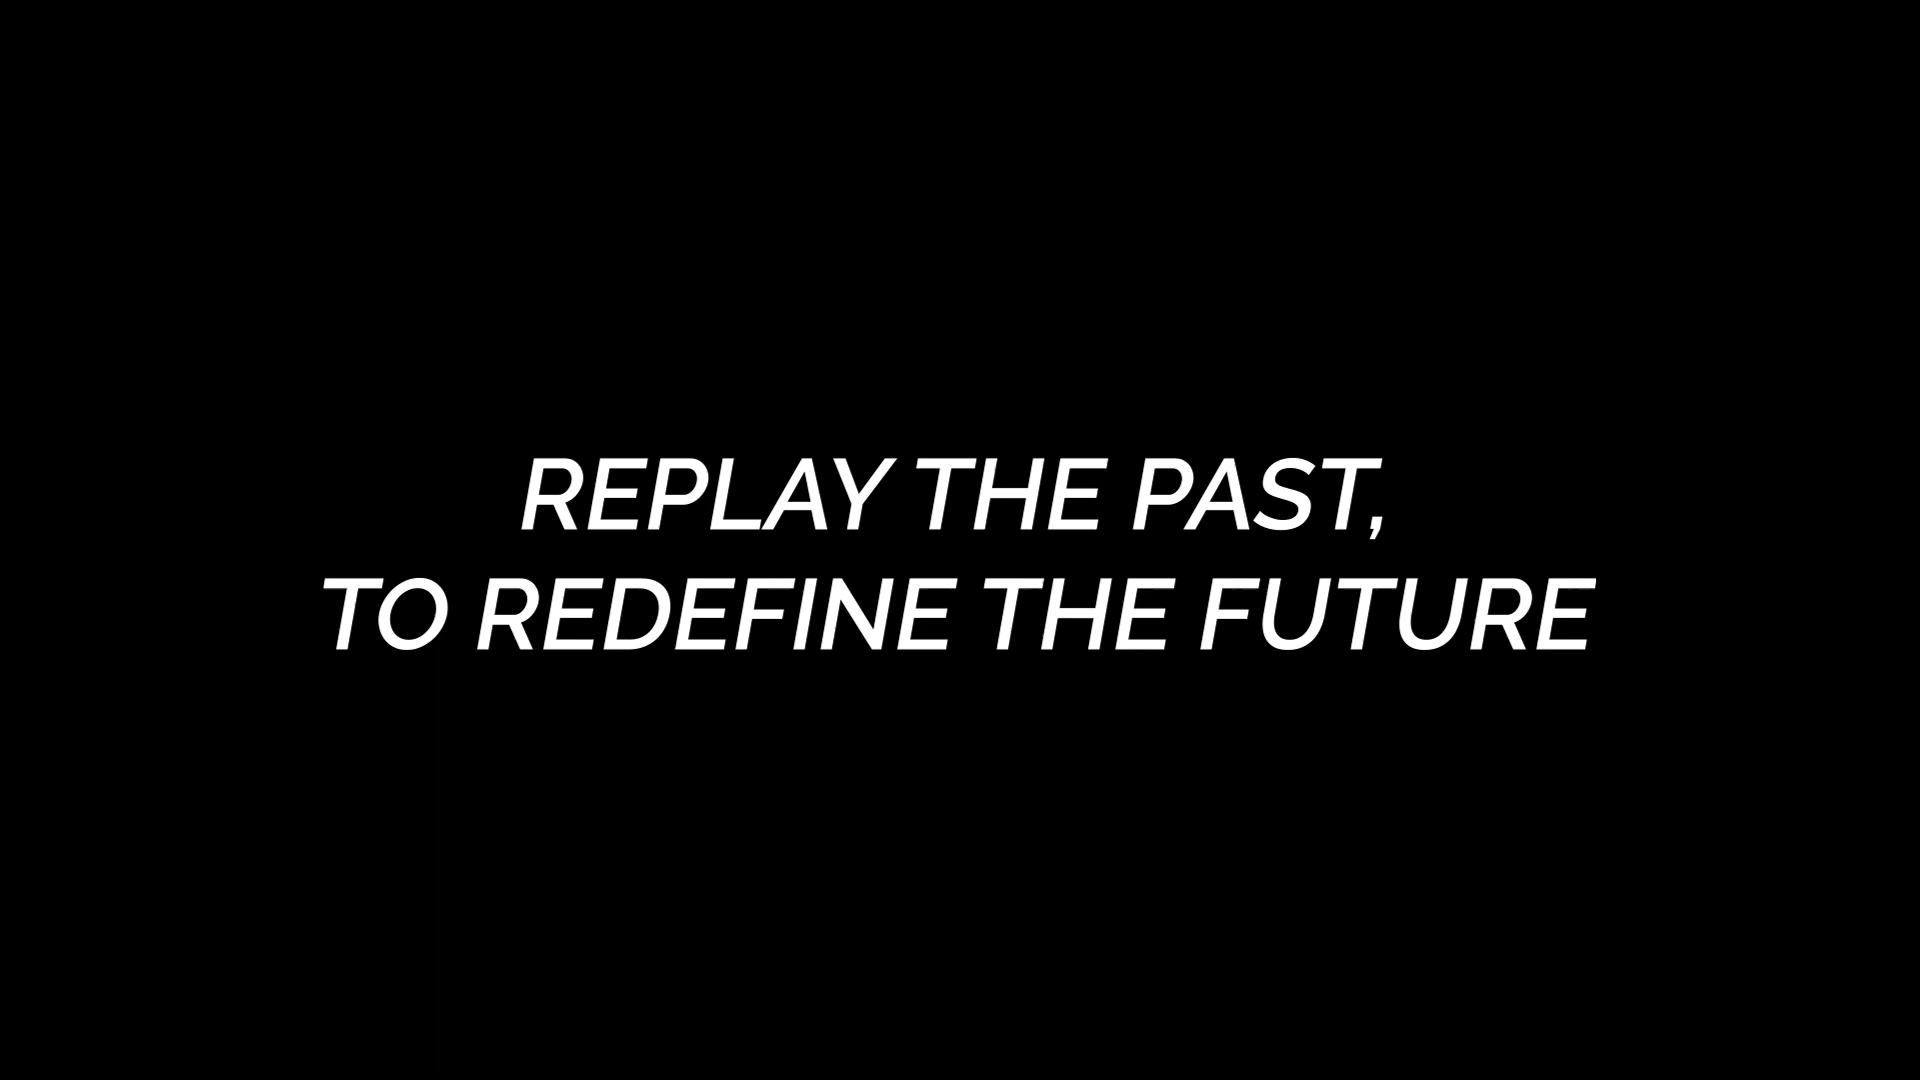 REPLAY THE PAST,
TO REDEFINE THE FUTURE